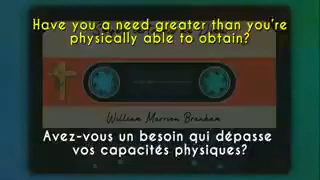 Have you a need greater than you're
physically able to obtain?
William Marrion Branham
Avez-vous un besoin qui dépasse
vos capacités physiques?